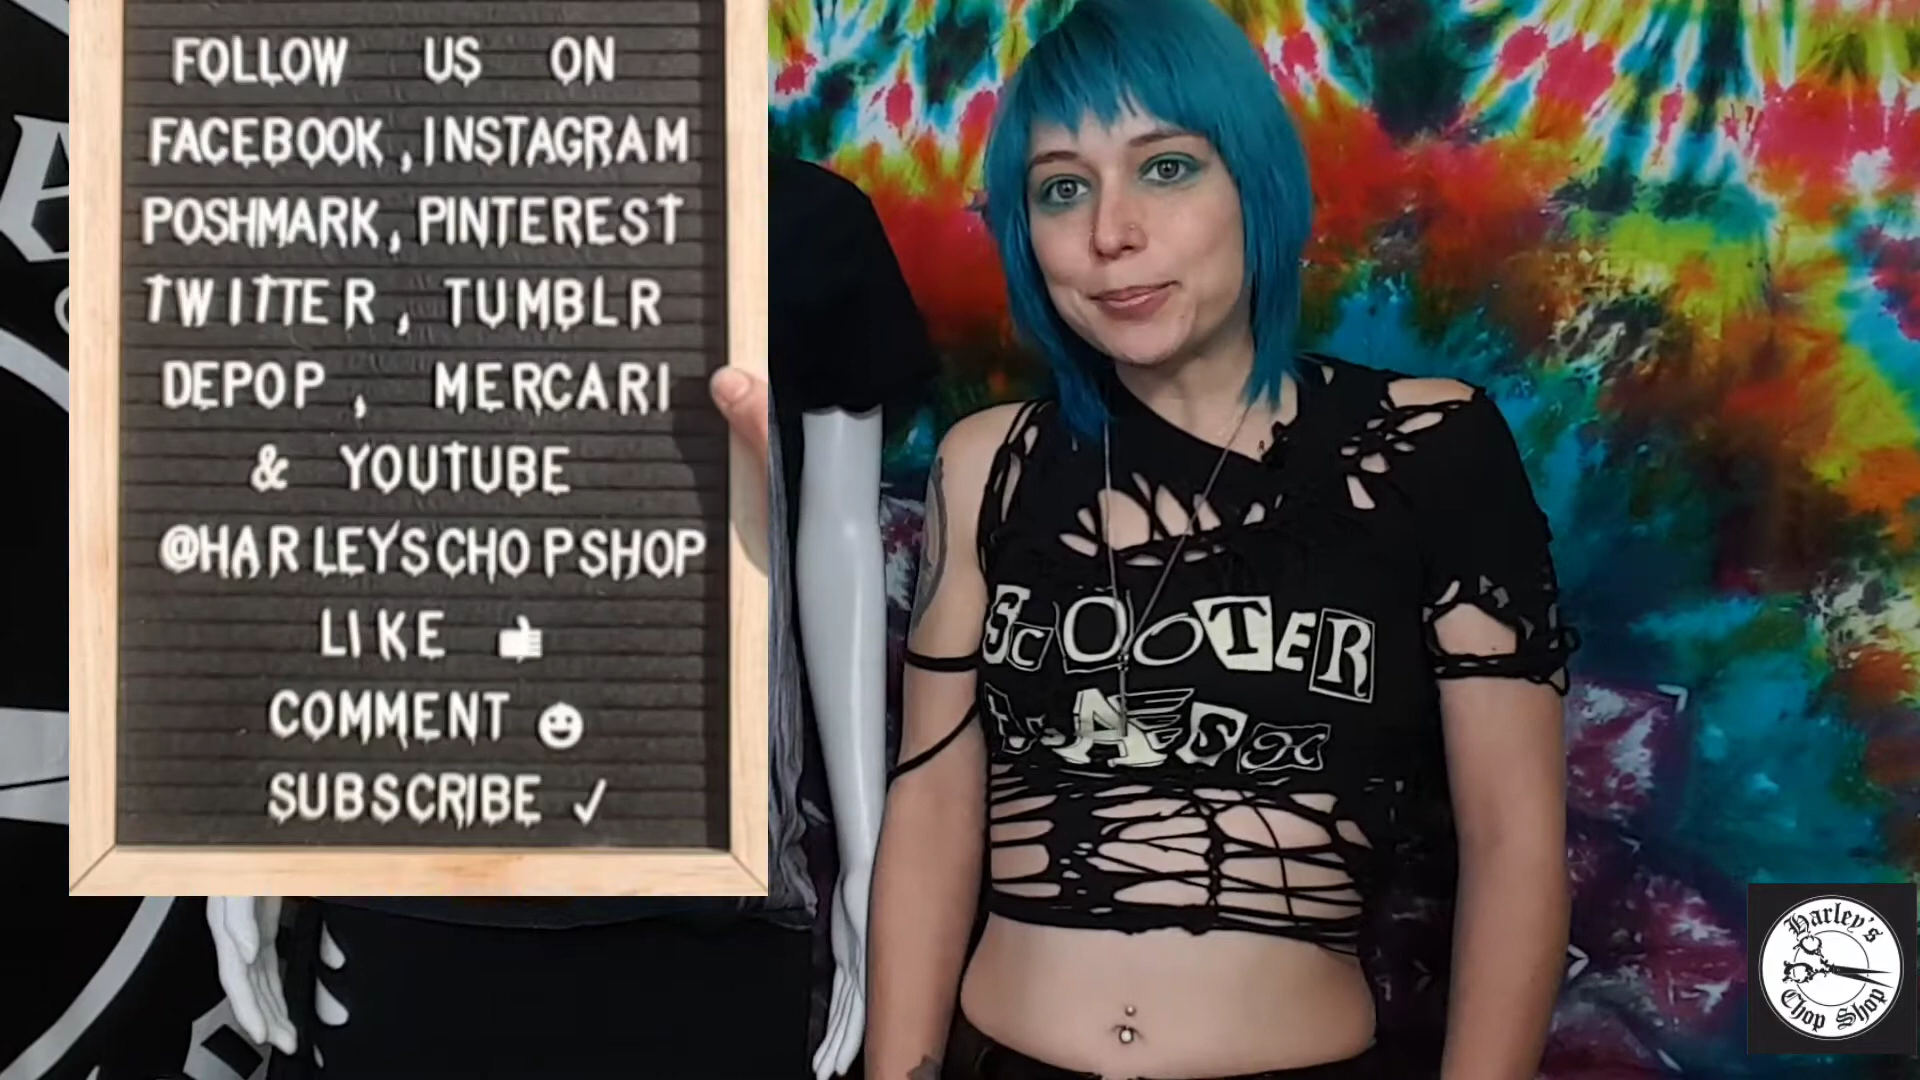 FOLLOW US ON
FACEBOOK, INSTAGRAM
POSHMARK, PINTEREST
TWITTER, TUMBLR
DEPOP, MERCARI
& YOUTUBE
@HARLEYSCHOPSHOP
LIKE
COMMENT
SUBSCRIBE ✓
SCOOTER
Harley's
Chop Shop